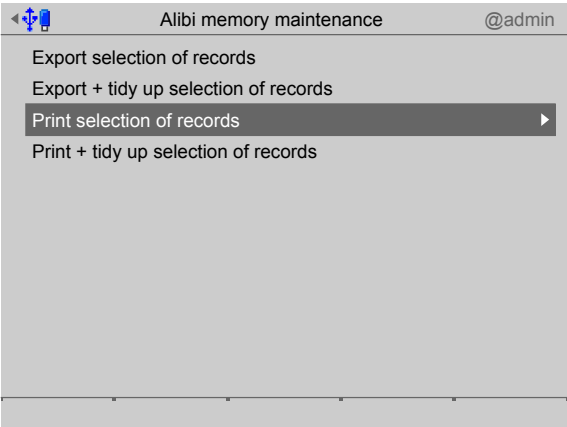 Alibi memory maintenance @admin
Export selection of records
Export + tidy up selection of records
Print selection of records
Print + tidy up selection of records